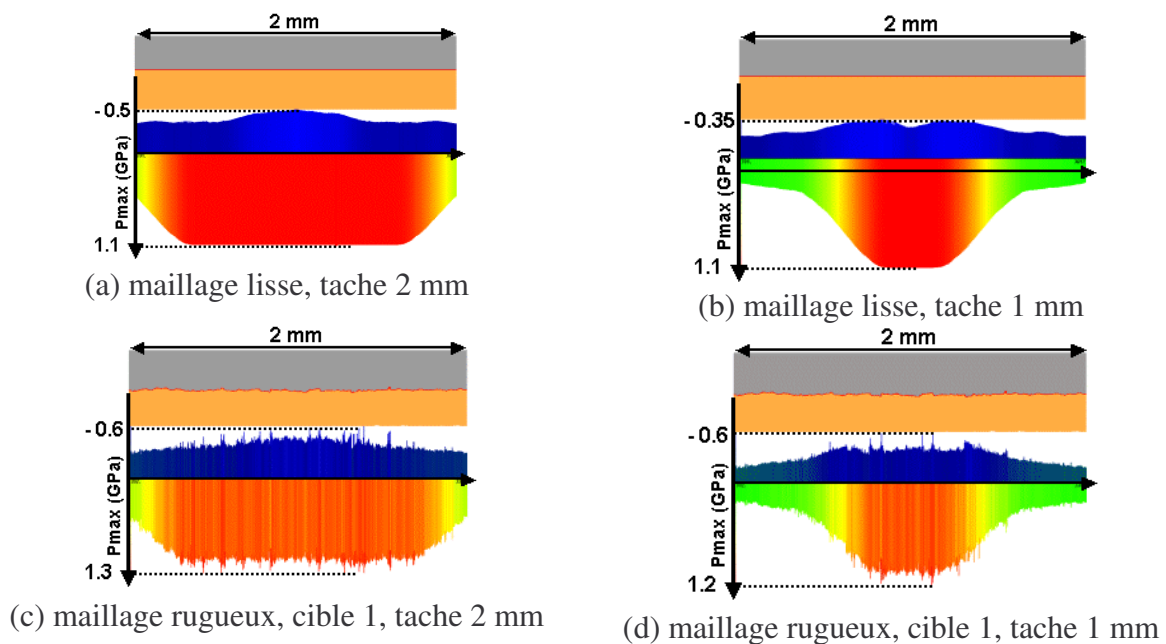 2 mm
-0.5
Pmax (GPa)
1.1
(a) maillage lisse, tache 2 mm
2 mm
-0.35
Pmax (GPa)
1.1
(b) maillage lisse, tache 1 mm
2 mm
-0.6
Pmax (GPa)
1.3
(c) maillage rugueux, cible 1, tache 2 mm
2 mm
-0.6
Pmax (GPa)
1.2
(d) maillage rugueux, cible 1, tache 1 mm